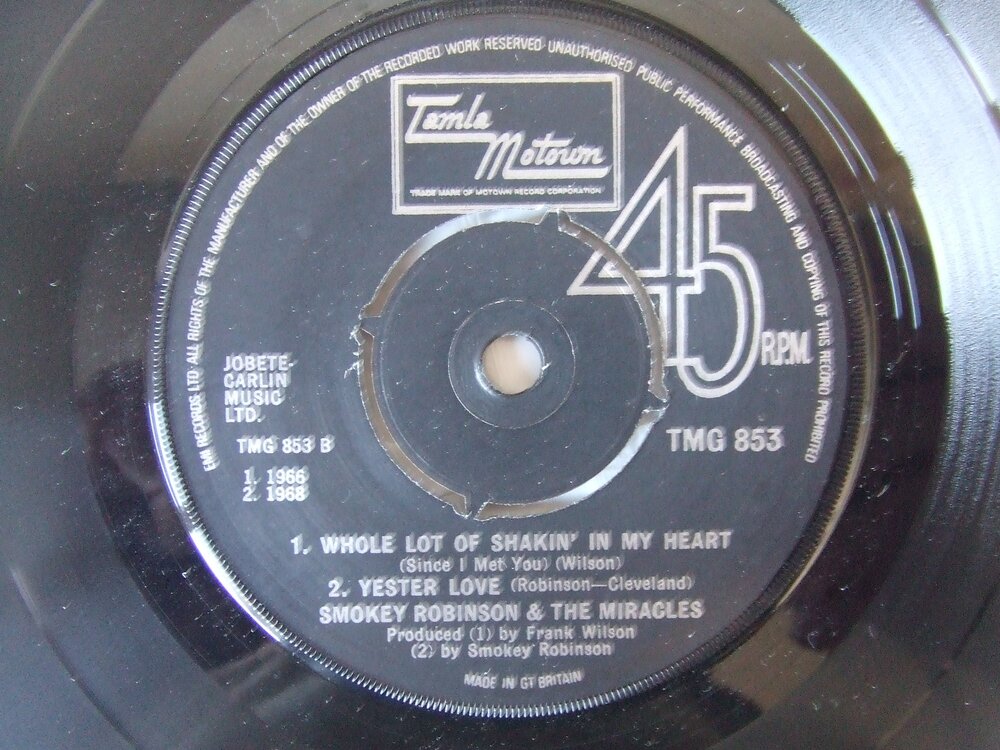 EMI RECORDS LTD·ALL RIGHTS OF THE MANUFACTURER AND OF THE OWNER OF THE RECORDED WORK RESERVED·UNAUTHORISED PUBLIC PERFORMANCE BROADCASTING AND COPYING OF THIS RECORD PROHIBITED
Tamla
Motown
TRADE MARK OF MOTOWN RECORD CORPORATION
45
R.P.M.
JOBETE-
CARLIN
MUSIC
LTD.
TMG 853 B
TMG 853
1. 1966
2. 1968
1. WHOLE LOT OF SHAKIN' IN MY HEART
(Since I Met You) (Wilson)
2. YESTER LOVE (Robinson—Cleveland)
SMOKEY ROBINSON & THE MIRACLES
Produced (1) by Frank Wilson
(2) by Smokey Robinson
MADE IN GT BRITAIN